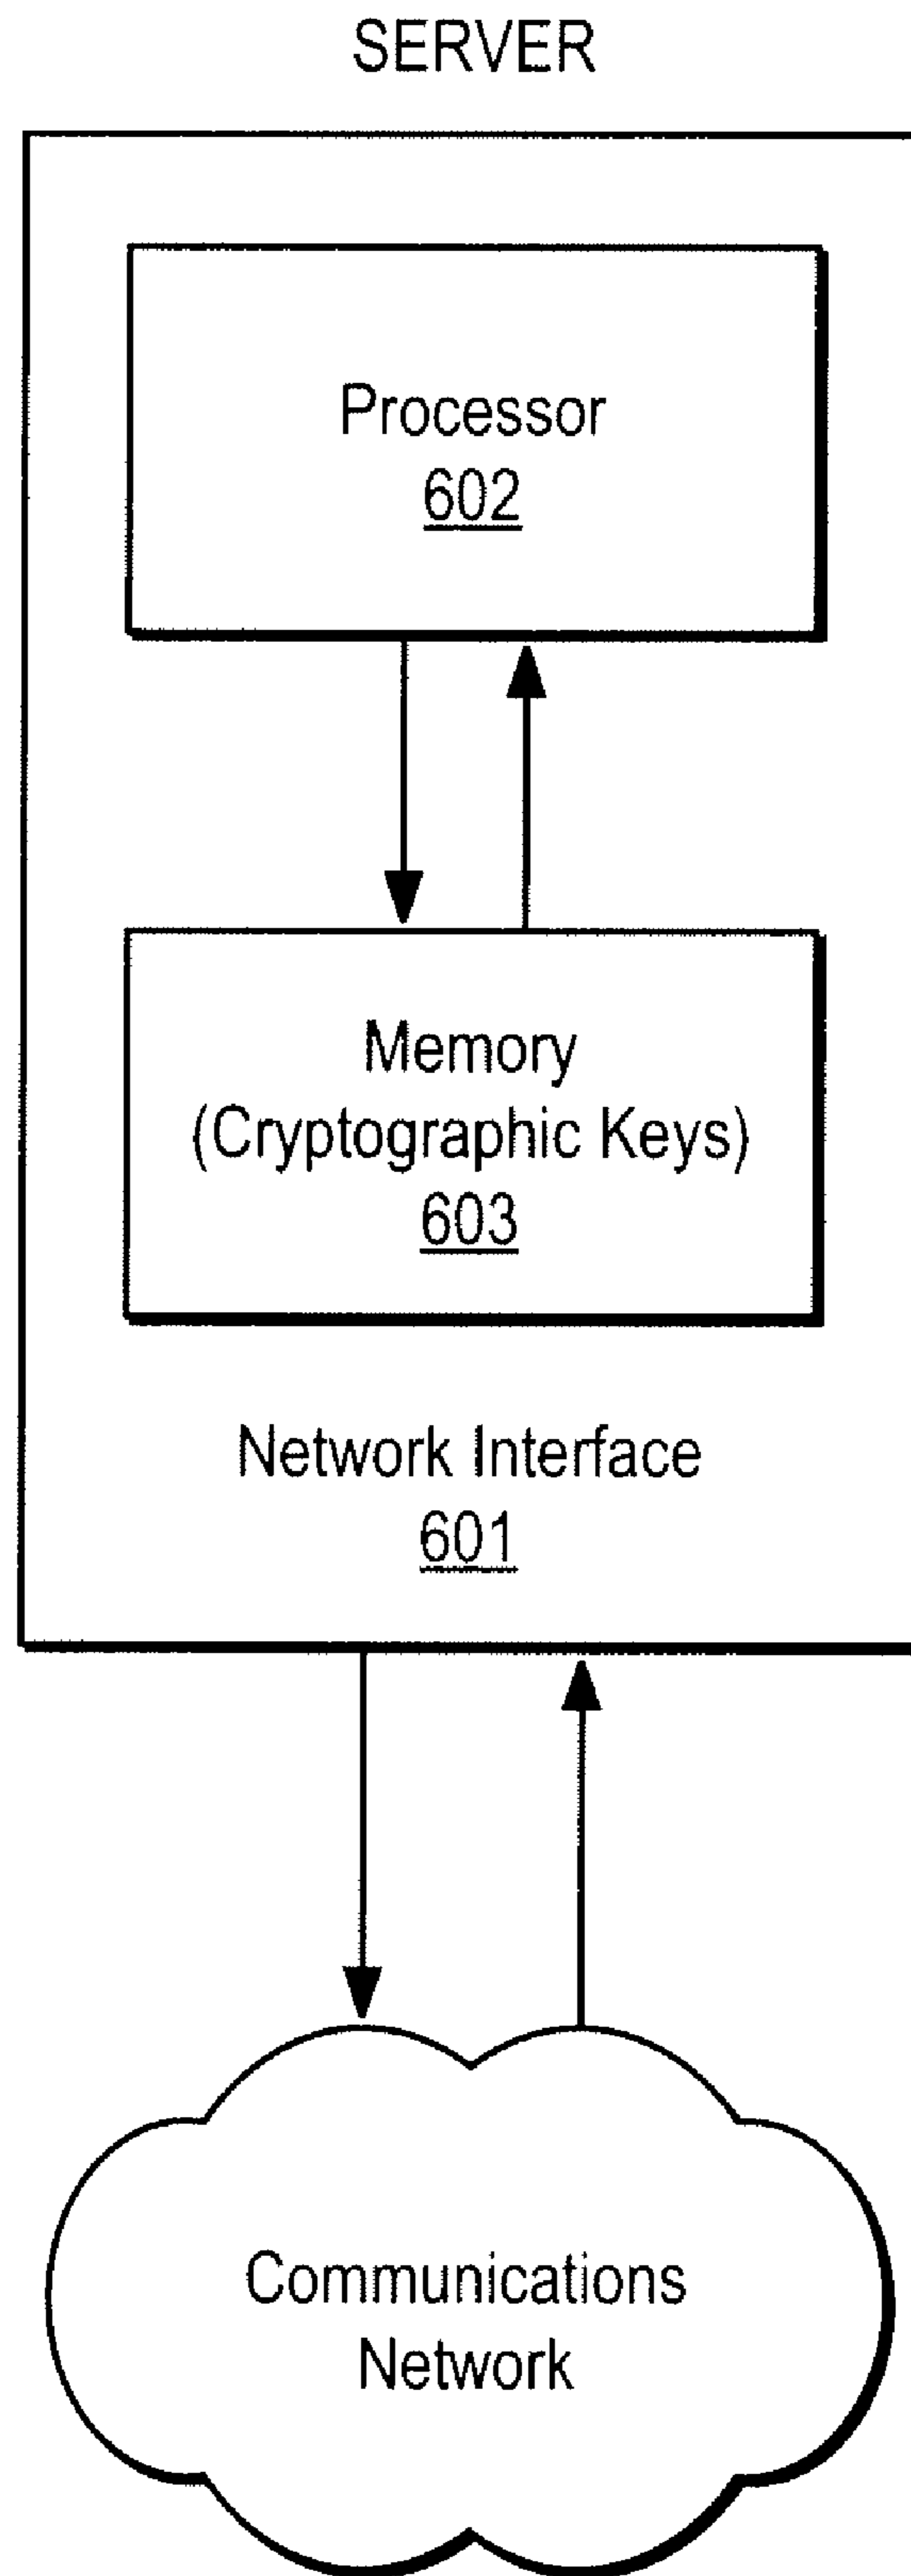 SERVER
Processor
602
Memory
(Cryptographic Keys)
603
Network Interface
601
Communications
Network